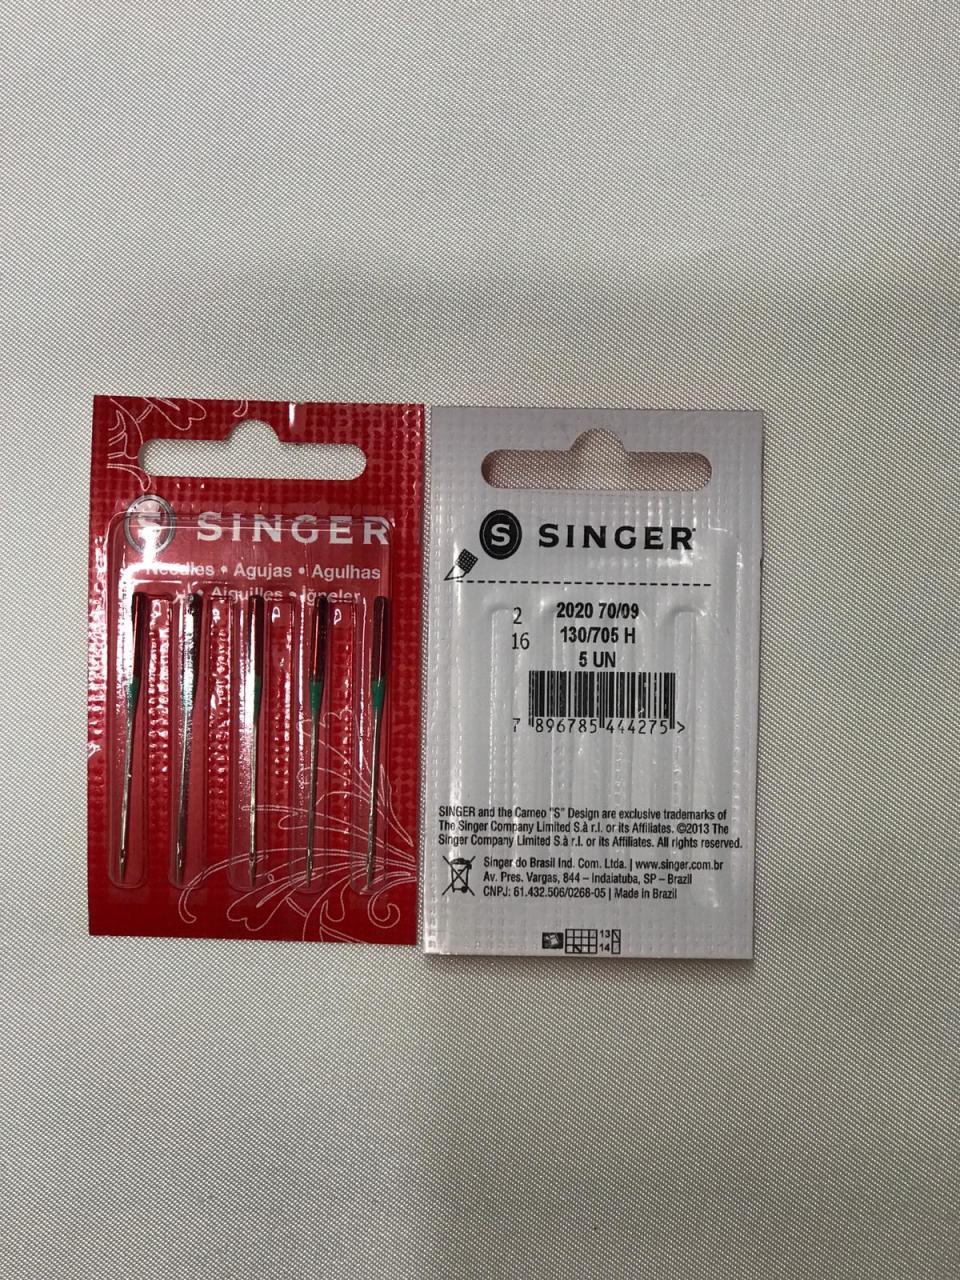 S SINGER
Needles • Agujas • Agulhas
• Aiguilles • İğneler
S SINGER
2
16
2020 70/09
130/705 H
5 UN
7 896785 444275 >
SINGER and the Cameo "S" Design are exclusive trademarks of
The Singer Company Limited S.à r.l. or its Affiliates. ©2013 The
Singer Company Limited S.à r.l. or its Affiliates. All rights reserved.
Singer do Brasil Ind. Com. Ltda. | www.singer.com.br
Av. Pres. Vargas, 844 – Indaiatuba, SP – Brazil
CNPJ: 61.432.506/0266-05 | Made in Brazil
13
14